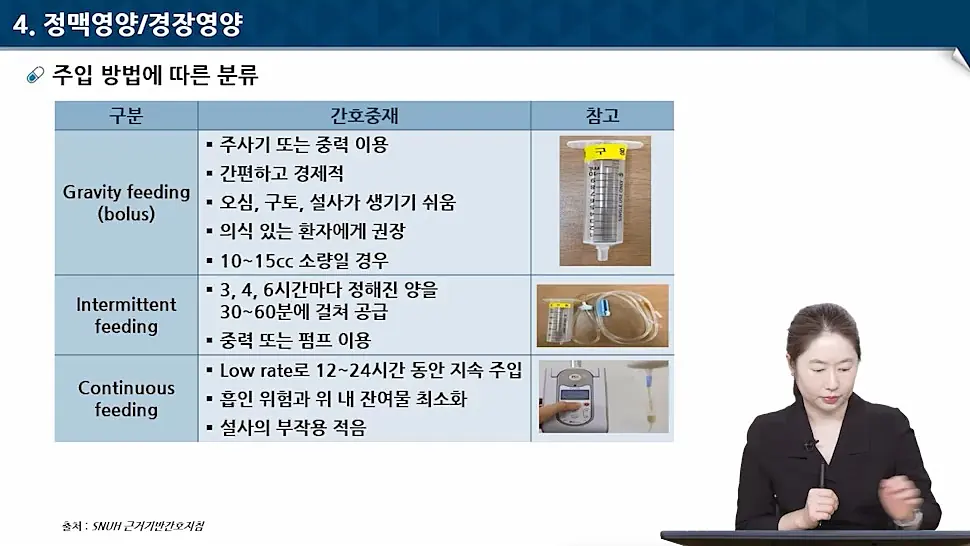 4. 정맥영양/경장영양
주입 방법에 따른 분류
구분
간호중재
참고
Gravity feeding
(bolus)
▪ 주사기 또는 중력 이용
▪ 간편하고 경제적
▪ 오심, 구토, 설사가 생기기 쉬움
▪ 의식 있는 환자에게 권장
▪ 10~15cc 소량일 경우
구 용
Intermittent
feeding
▪ 3, 4, 6시간마다 정해진 양을
30~60분에 걸쳐 공급
▪ 중력 또는 펌프 이용
Continuous
feeding
▪ Low rate로 12~24시간 동안 지속 주입
▪ 흡인 위험과 위 내 잔여물 최소화
▪ 설사의 부작용 적음
출처 : SNUH 근거기반간호지침